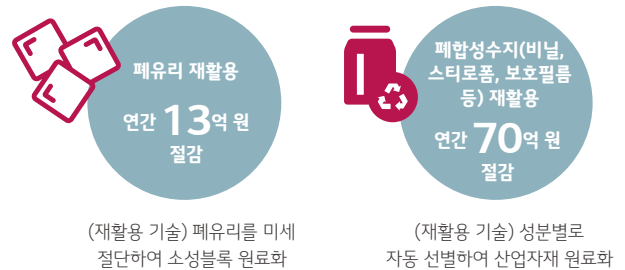 폐유리 재활용
연간 13억 원
절감
(재활용 기술) 폐유리를 미세
절단하여 소성블록 원료화
폐합성수지(비닐,
스티로폼, 보호필름
등) 재활용
연간 70억 원
절감
(재활용 기술) 성분별로
자동 선별하여 산업자재 원료화